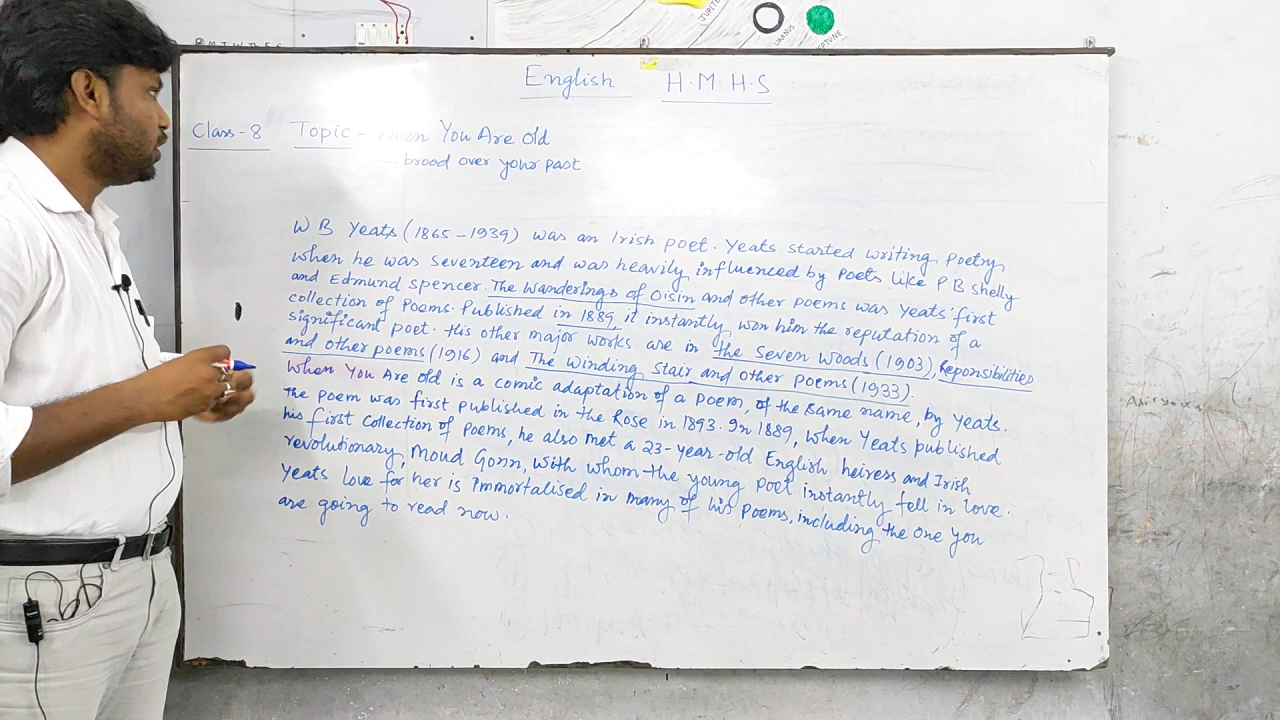 JUPITER
URANUS
NEPTUNE
English H.M.H.S
Class-8 Topic - When You Are Old
brood over your past
W B Yeats (1865-1939) was an Irish poet. Yeats started writing Poetry
when he was seventeen and was heavily influenced by Poets like P B shelly
and Edmund spencer. The Wanderings of Oisin and other poems was Yeats' first
collection of Poems. Published in 1889, it instantly won him the reputation of a
significant poet. His other major works are in the Seven Woods (1903), Reponsibilities
and other poems (1916) and The Winding Stair and other Poems (1933).
When You Are old is a comic adaptation of a poem, of the same name, by Yeats.
The poem was first published in the Rose in 1893. In 1889, when Yeats published
his first collection of Poems, he also met a 23-year-old English heiress and Irish
revolutionary, Moud Gonn, with whom the young poet instantly fell in love.
Yeats love for her is immortalised in many of his poems, including the one you
are going to read now.